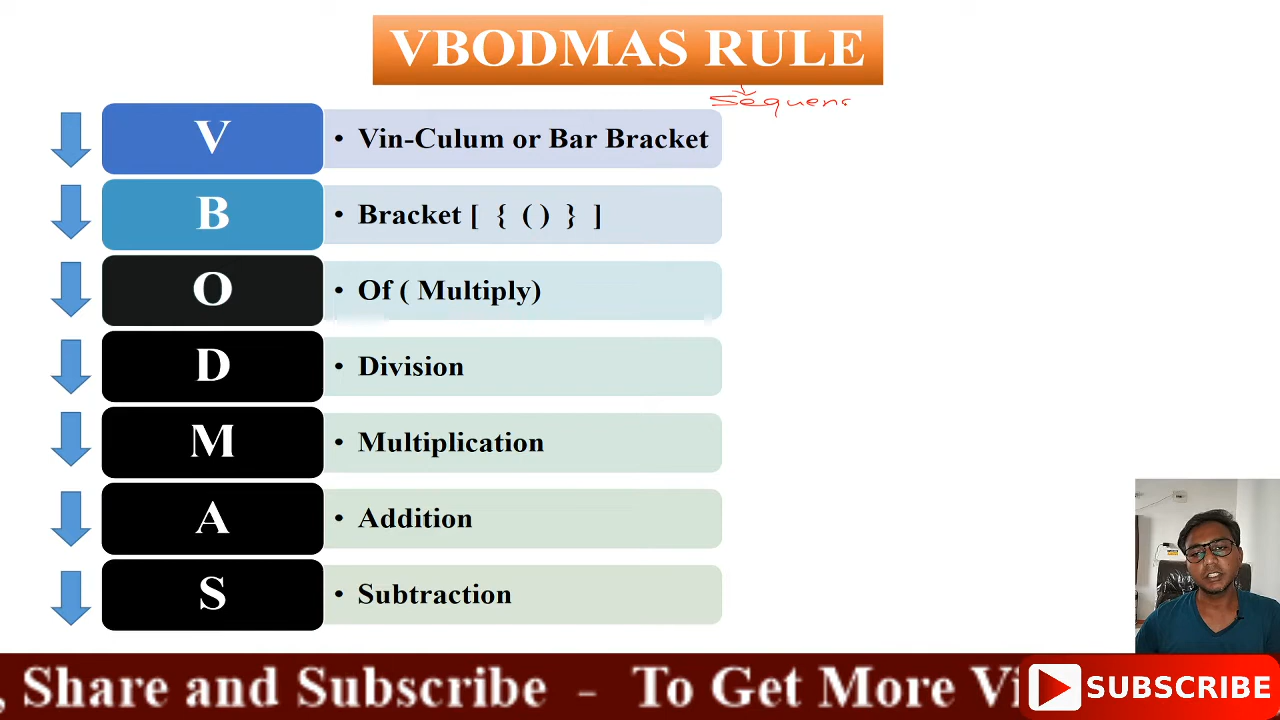 VBODMAS RULE
Sequenc
V
• Vin-Culum or Bar Bracket
B
• Bracket [ { ( ) } ]
O
• Of ( Multiply)
D
• Division
M
• Multiplication
A
• Addition
S
• Subtraction
, Share and Subscribe - To Get More Vi
SUBSCRIBE